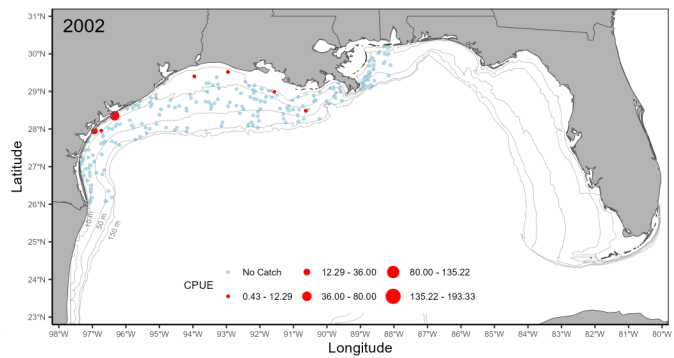 2002
31°N
30°N
29°N
28°N
27°N
26°N
25°N
24°N
23°N
Latitude
10 m
50 m
150 m
CPUE
No Catch
12.29 - 36.00
80.00 - 135.22
0.43 - 12.29
36.00 - 80.00
135.22 - 193.33
98°W 97°W 96°W 95°W 94°W 93°W 92°W 91°W 90°W 89°W 88°W 87°W 86°W 85°W 84°W 83°W 82°W 81°W 80°W
Longitude